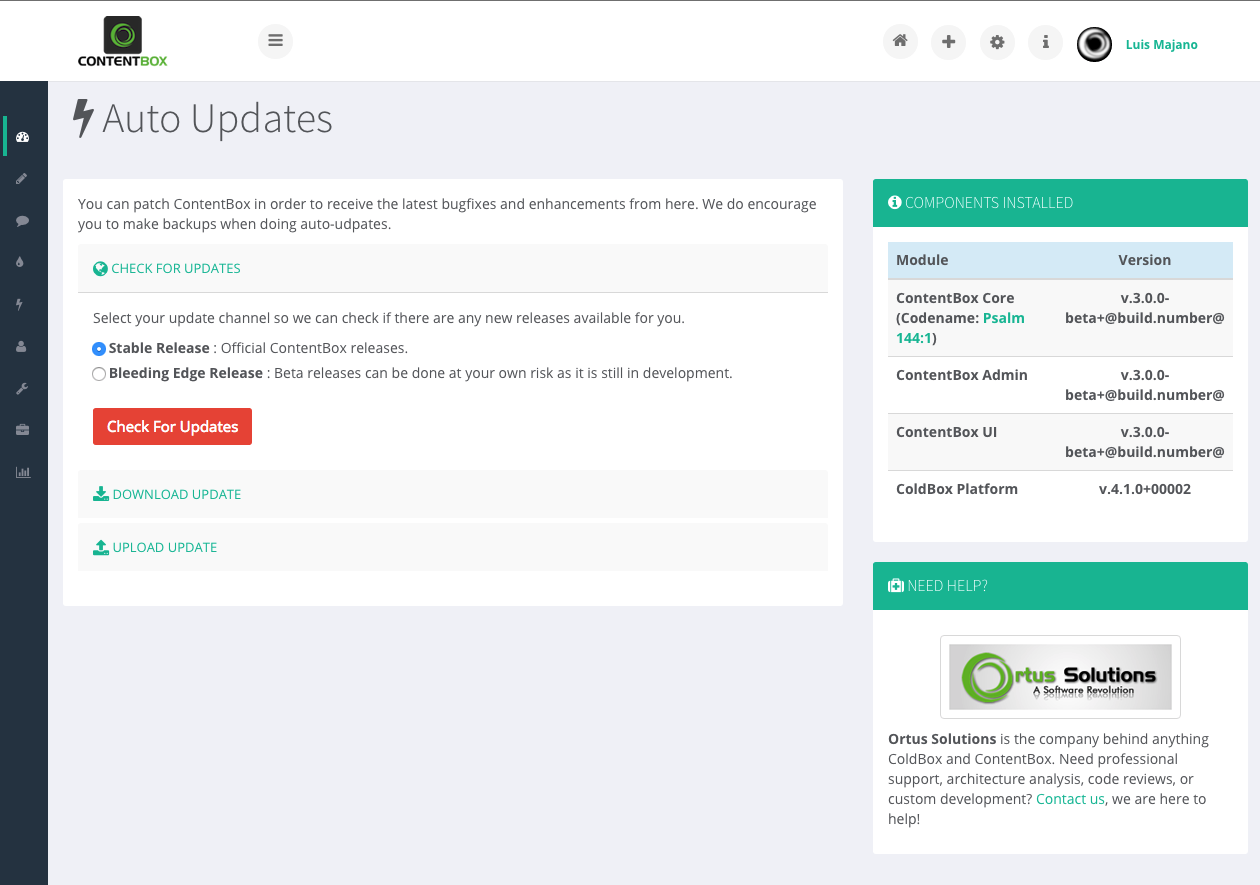 CONTENTBOX
Luis Majano
Auto Updates
You can patch ContentBox in order to receive the latest bugfixes and enhancements from here. We do encourage
you to make backups when doing auto-udpates.
CHECK FOR UPDATES
Select your update channel so we can check if there are any new releases available for you.
Stable Release : Official ContentBox releases.
Bleeding Edge Release : Beta releases can be done at your own risk as it is still in development.
Check For Updates
DOWNLOAD UPDATE
UPLOAD UPDATE
COMPONENTS INSTALLED
Module Version
ContentBox Core v.3.0.0-
(Codename: Psalm beta+@build.number@
144:1)
ContentBox Admin v.3.0.0-
beta+@build.number@
ContentBox UI v.3.0.0-
beta+@build.number@
ColdBox Platform v.4.1.0+00002
NEED HELP?
Ortus Solutions
A Software Revolution
Ortus Solutions is the company behind anything
ColdBox and ContentBox. Need professional
support, architecture analysis, code reviews, or
custom development? Contact us, we are here to
help!